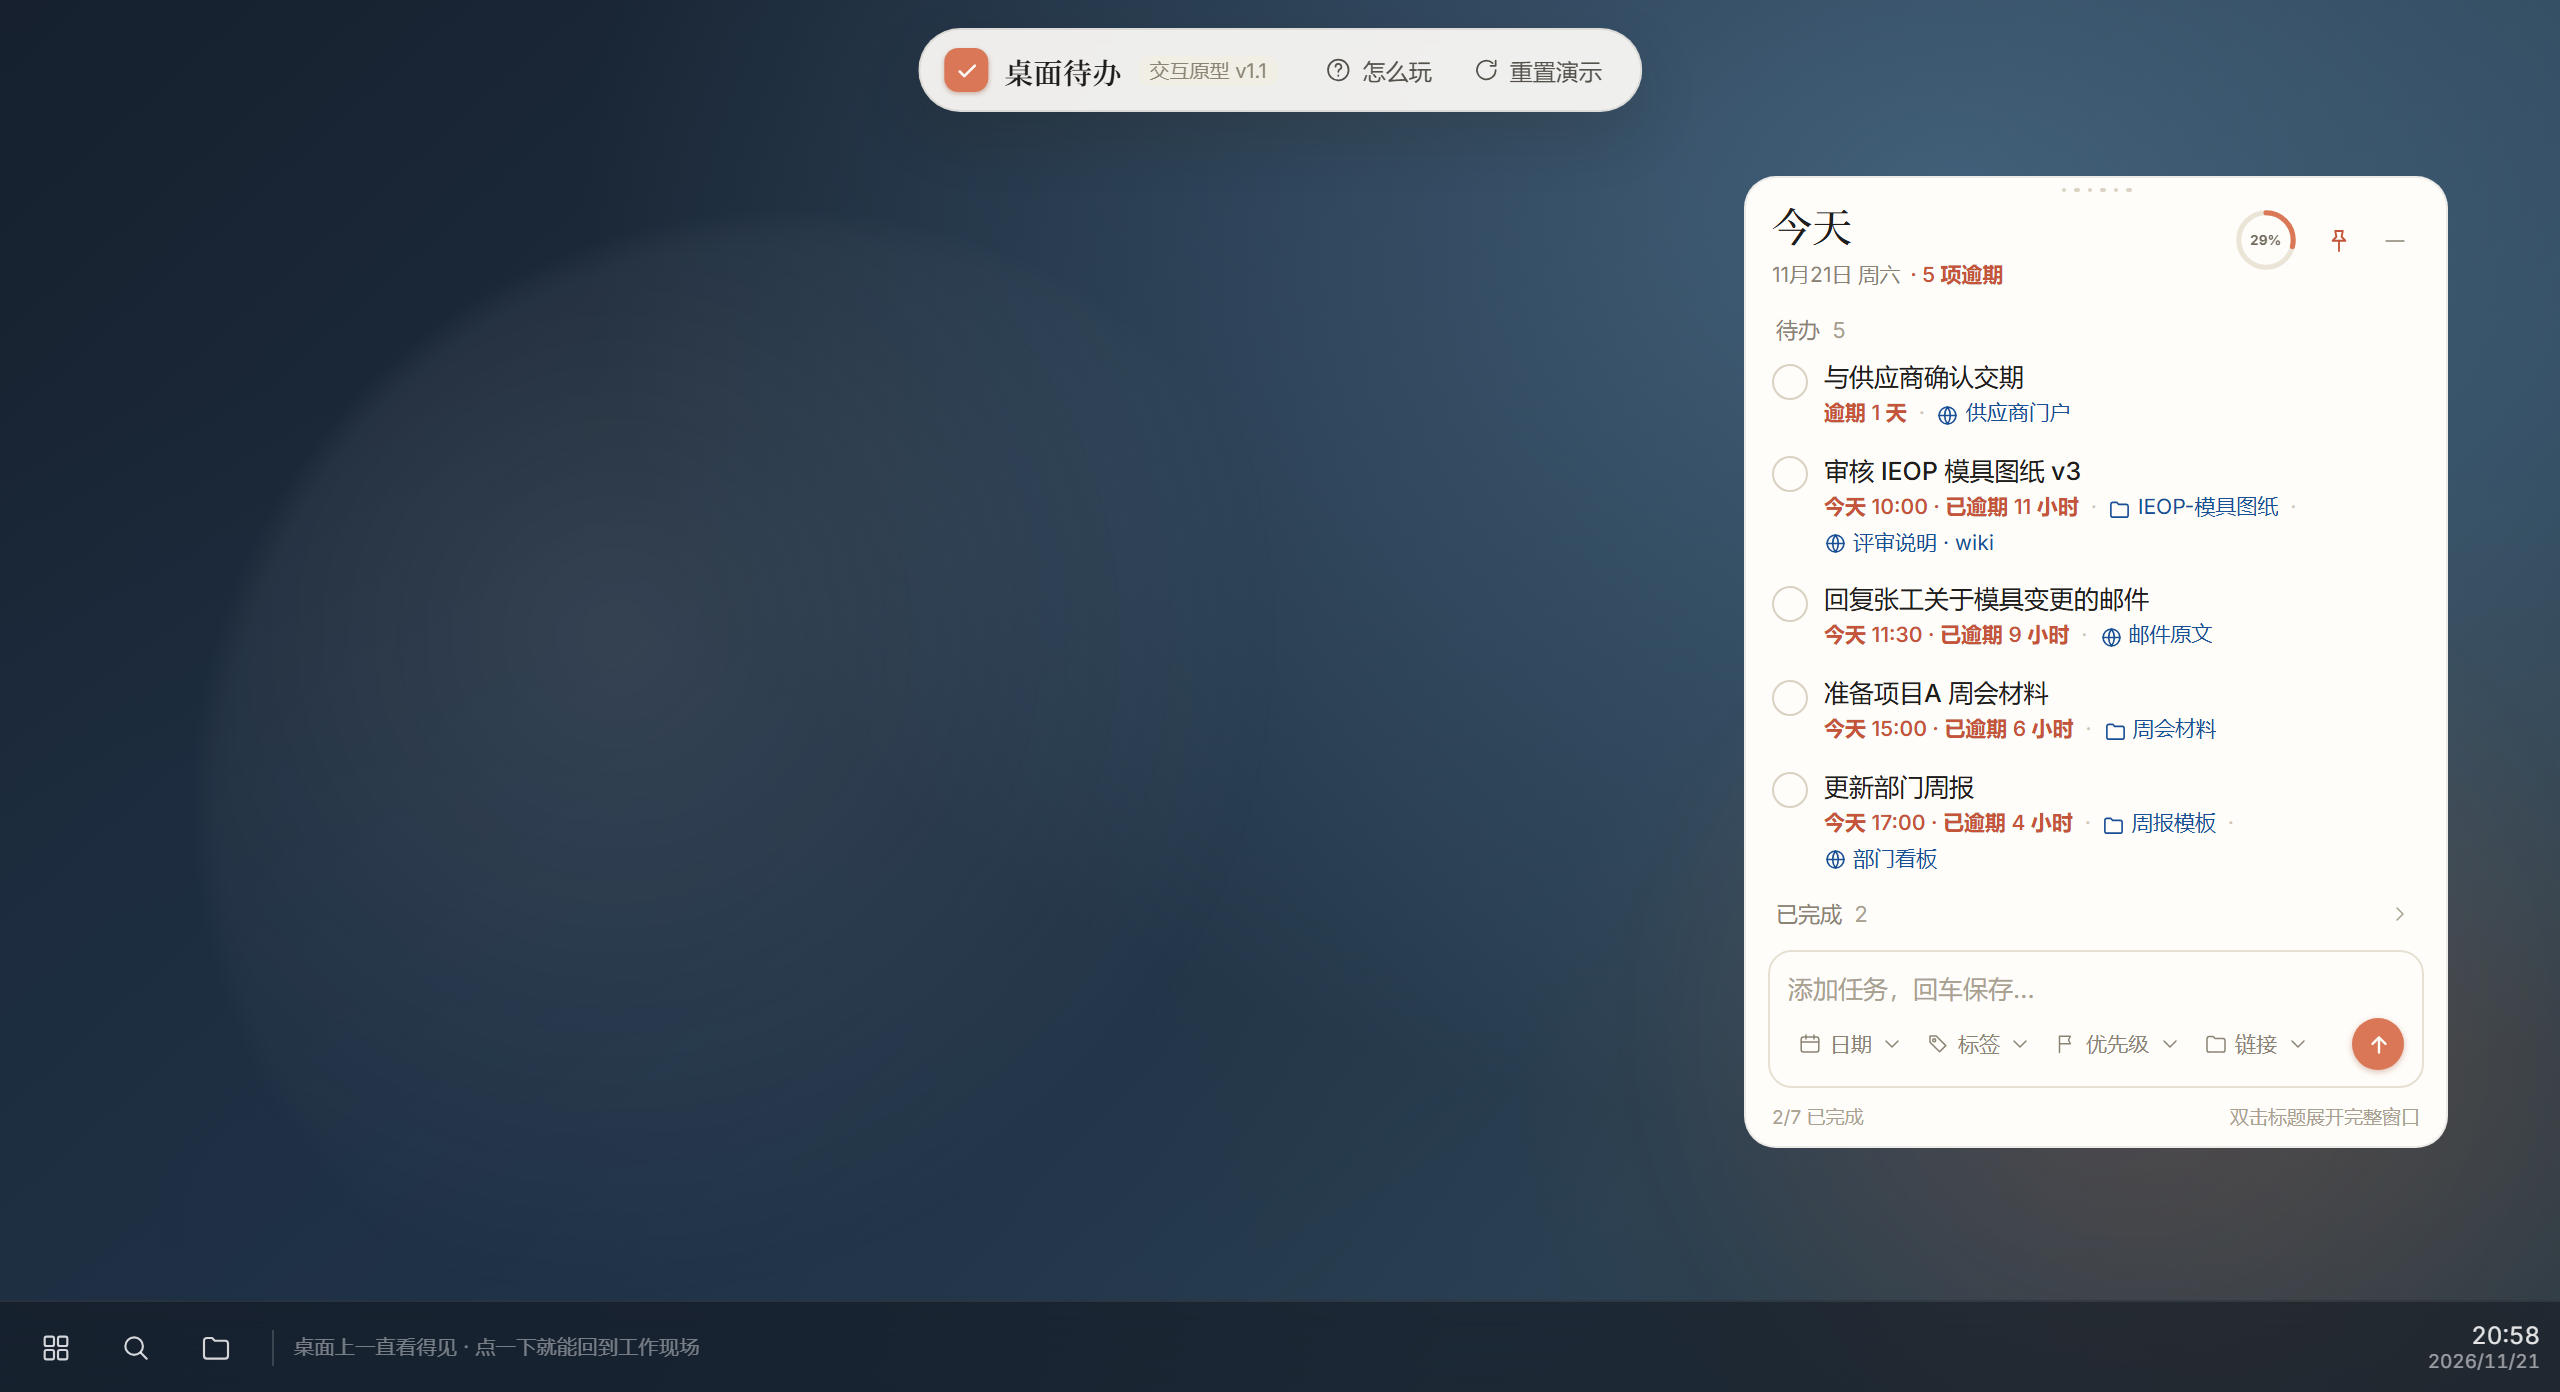 桌面待办 交互原型 v1.1 怎么玩 重置演示
今天
29%
11月21日 周六 · 5 项逾期
待办 5
与供应商确认交期
逾期 1 天 · 供应商门户
审核 IEOP 模具图纸 v3
今天 10:00 · 已逾期 11 小时 · IEOP-模具图纸 ·
评审说明 · wiki
回复张工关于模具变更的邮件
今天 11:30 · 已逾期 9 小时 · 邮件原文
准备项目A 周会材料
今天 15:00 · 已逾期 6 小时 · 周会材料
更新部门周报
今天 17:00 · 已逾期 4 小时 · 周报模板 ·
部门看板
已完成 2
添加任务，回车保存...
日期 标签 优先级 链接
2/7 已完成 双击标题展开完整窗口
桌面上一直看得见 · 点一下就能回到工作现场
20:58
2026/11/21